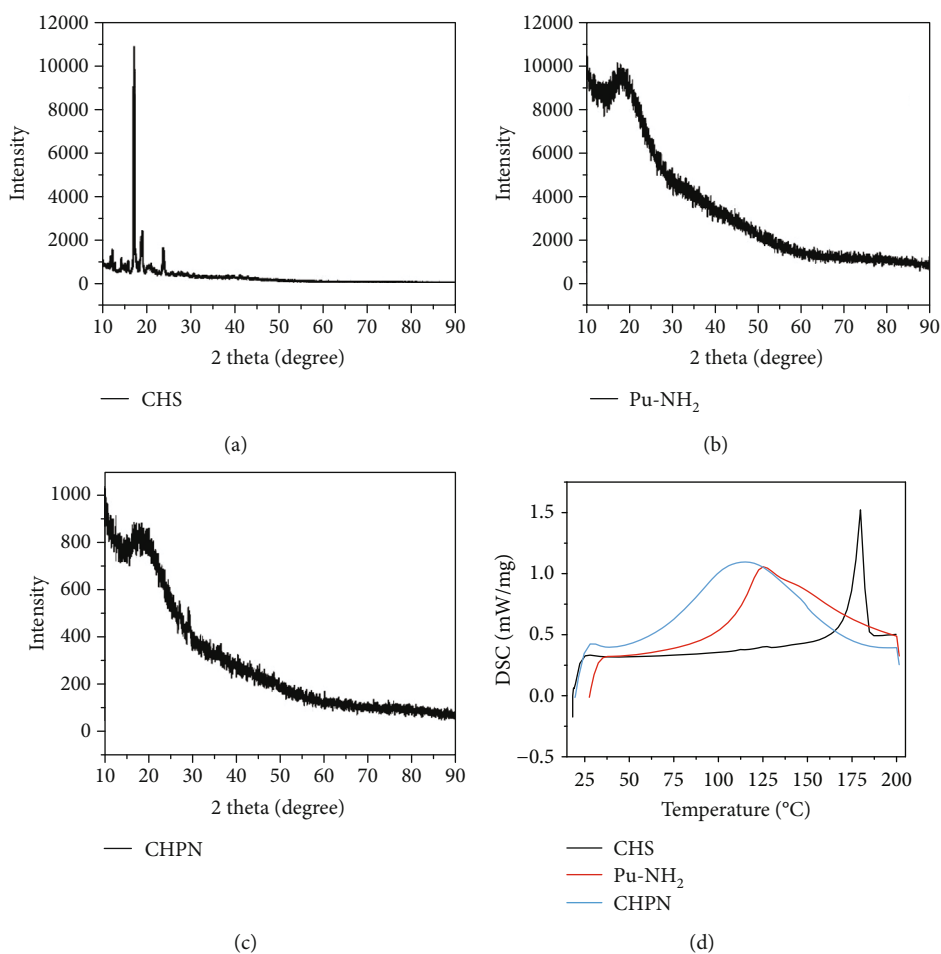 12000
10000
8000
6000
4000
2000
0
Intensity
10 20 30 40 50 60 70 80 90
2 theta (degree)
CHS
(a)
12000
10000
8000
6000
4000
2000
0
Intensity
10 20 30 40 50 60 70 80 90
2 theta (degree)
Pu-NH₂
(b)
1000
800
600
400
200
0
Intensity
10 20 30 40 50 60 70 80 90
2 theta (degree)
CHPN
(c)
1.5
1.0
0.5
0.0
−0.5
DSC (mW/mg)
25 50 75 100 125 150 175 200
Temperature (°C)
CHS
Pu-NH₂
CHPN
(d)